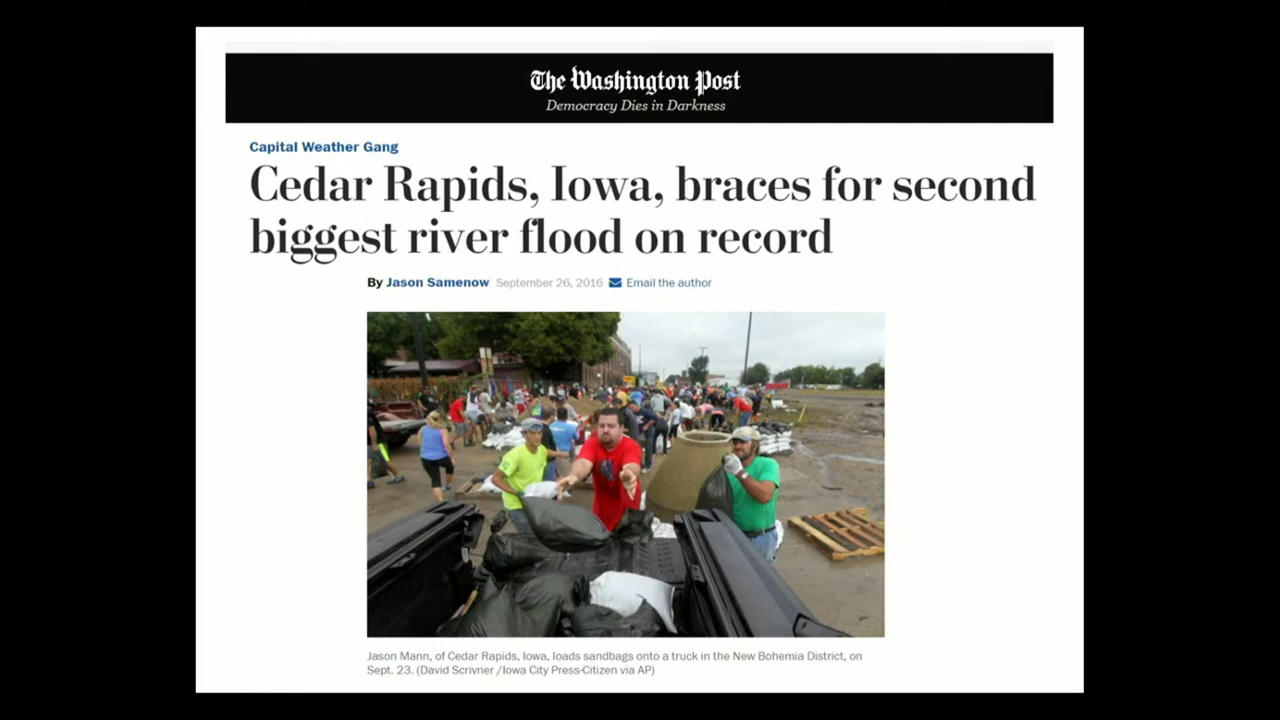 The Washington Post
Democracy Dies in Darkness
Capital Weather Gang
Cedar Rapids, Iowa, braces for second
biggest river flood on record
By Jason Samenow September 26, 2016 Email the author
Jason Mann, of Cedar Rapids, Iowa, loads sandbags onto a truck in the New Bohemia District, on
Sept. 23. (David Scrivner /Iowa City Press-Citizen via AP)